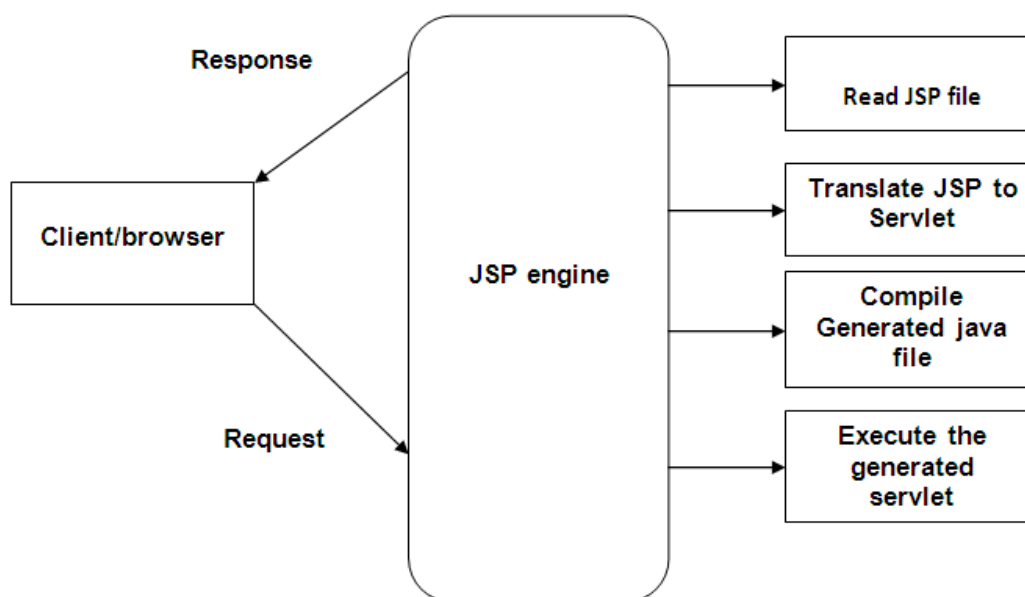 Response
Read JSP file
Translate JSP to
Servlet
Client/browser
JSP engine
Compile
Generated java
file
Request
Execute the
generated
servlet